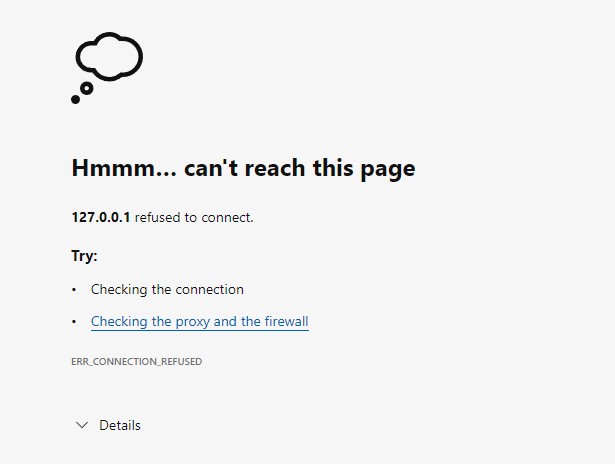 Hmmm... can't reach this page
127.0.0.1 refused to connect.
Try:
• Checking the connection
• Checking the proxy and the firewall
ERR_CONNECTION_REFUSED
Details